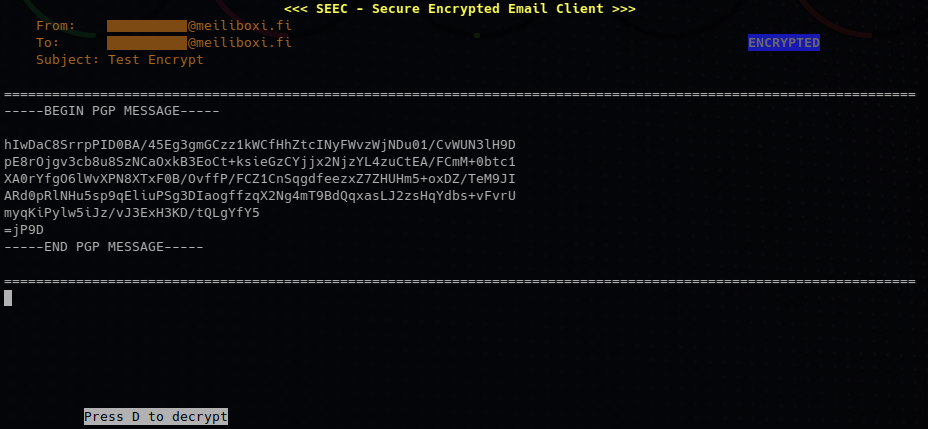 <<< SEEC - Secure Encrypted Email Client >>>
From: @meiliboxi.fi
To: @meiliboxi.fi
ENCRYPTED
Subject: Test Encrypt
==================================================================================================================
-----BEGIN PGP MESSAGE-----
hIwDaC8SrrpPID0BA/45Eg3gmGCzz1kWCfHhZtcINyFWvzWjNDu01/CvWUN3lH9D
pE8rOjgv3cb8u8SzNCaOxkB3EoCt+ksieGzCYjjx2NjzYL4zuCtEA/FCmM+0btc1
XA0rYfgO6lWvXPN8XTxF0B/OvffP/FCZ1CnSqgdfeezxZ7ZHUHm5+oxDZ/TeM9JI
ARd0pRlNHu5sp9qEliuPSg3DIaogffzqX2Ng4mT9BdQqxasLJ2zsHqYdbs+vFvrU
myqKiPylw5iJz/vJ3ExH3KD/tQLgYfY5
=jP9D
-----END PGP MESSAGE-----
==================================================================================================================
Press D to decrypt